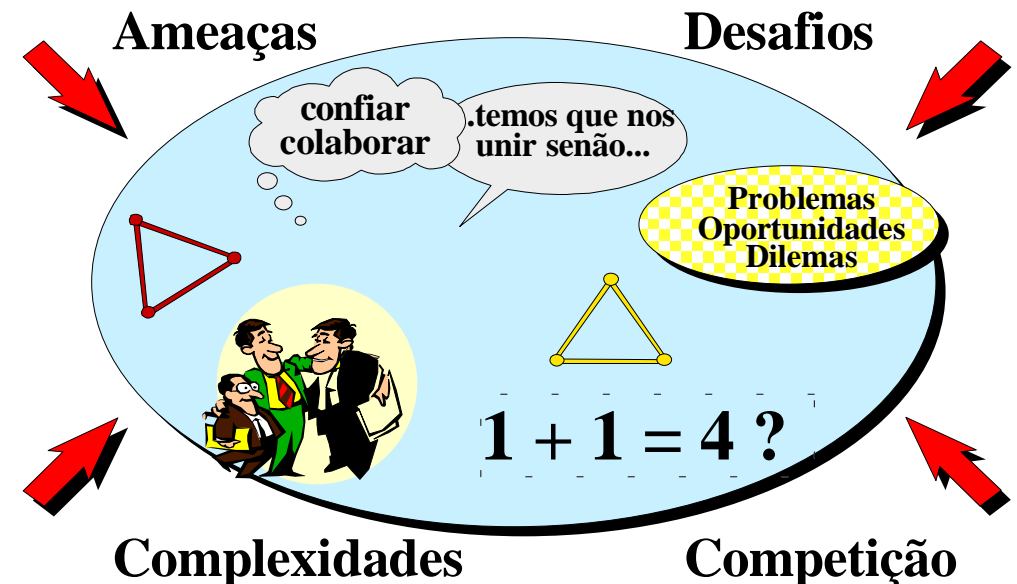 Ameaças
Desafios
confiar
colaborar
.temos que nos
unir senão...
Problemas
Oportunidades
Dilemas
1 + 1 = 4 ?
Complexidades
Competição